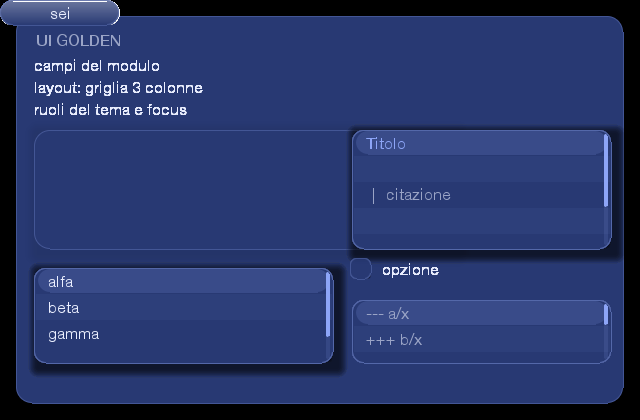 sei
UI GOLDEN
campi del modulo
layout: griglia 3 colonne
ruoli del tema e focus
Titolo
| citazione
alfa
beta
gamma
opzione
--- a/x
+++ b/x